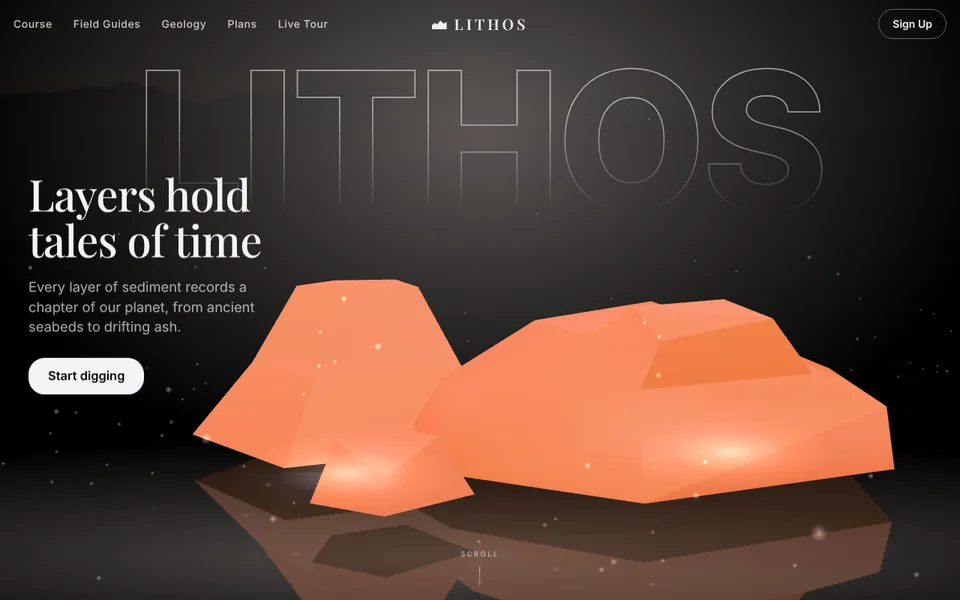 Course Field Guides Geology Plans Live Tour LITHOS Sign Up
LITHOS
Layers hold
tales of time
Every layer of sediment records a
chapter of our planet, from ancient
seabeds to drifting ash.
Start digging
SCROLL